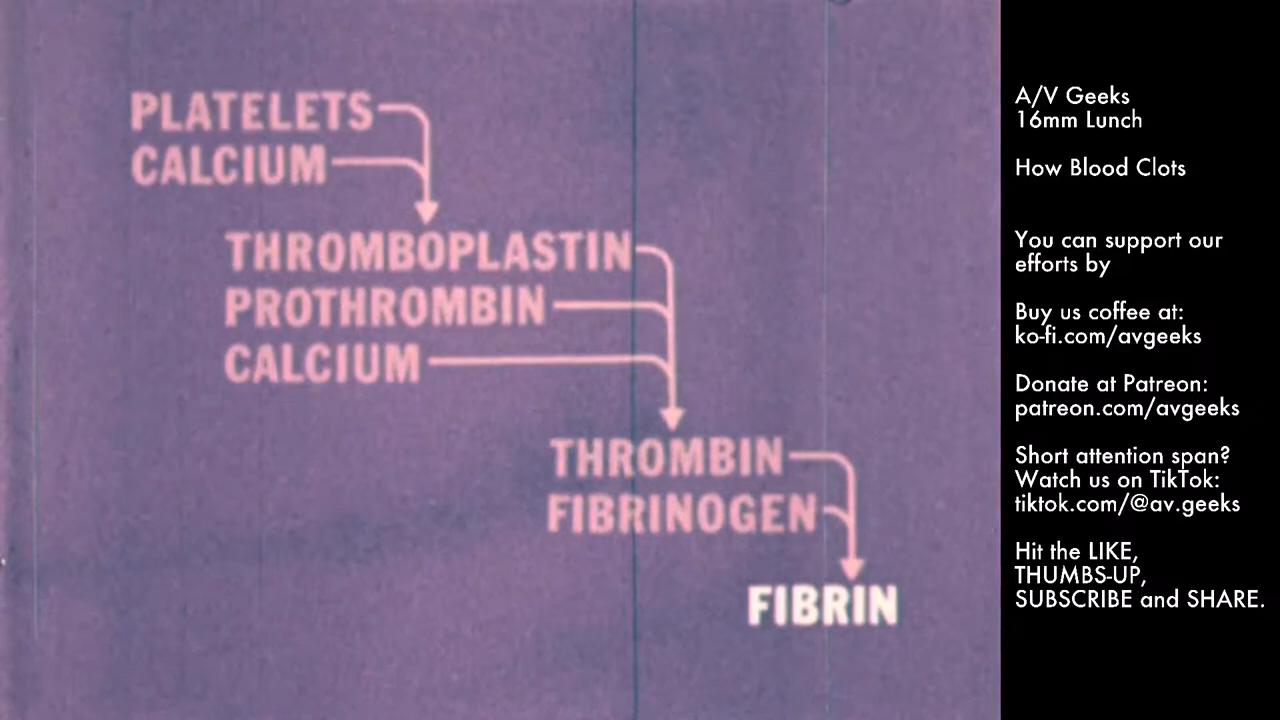 PLATELETS
CALCIUM
THROMBOPLASTIN
PROTHROMBIN
CALCIUM
THROMBIN
FIBRINOGEN
FIBRIN
A/V Geeks
16mm Lunch
How Blood Clots
You can support our
efforts by
Buy us coffee at:
ko-fi.com/avgeeks
Donate at Patreon:
patreon.com/avgeeks
Short attention span?
Watch us on TikTok:
tiktok.com/@av.geeks
Hit the LIKE,
THUMBS-UP,
SUBSCRIBE and SHARE.